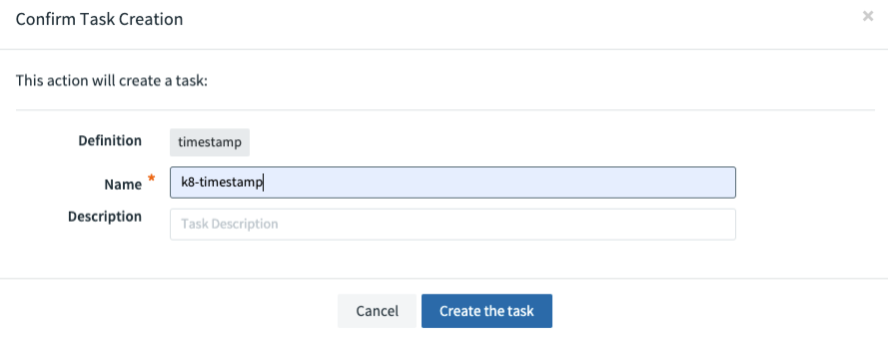 Confirm Task Creation ×
This action will create a task:
Definition timestamp
Name * k8-timestamp
Description Task Description
Cancel Create the task